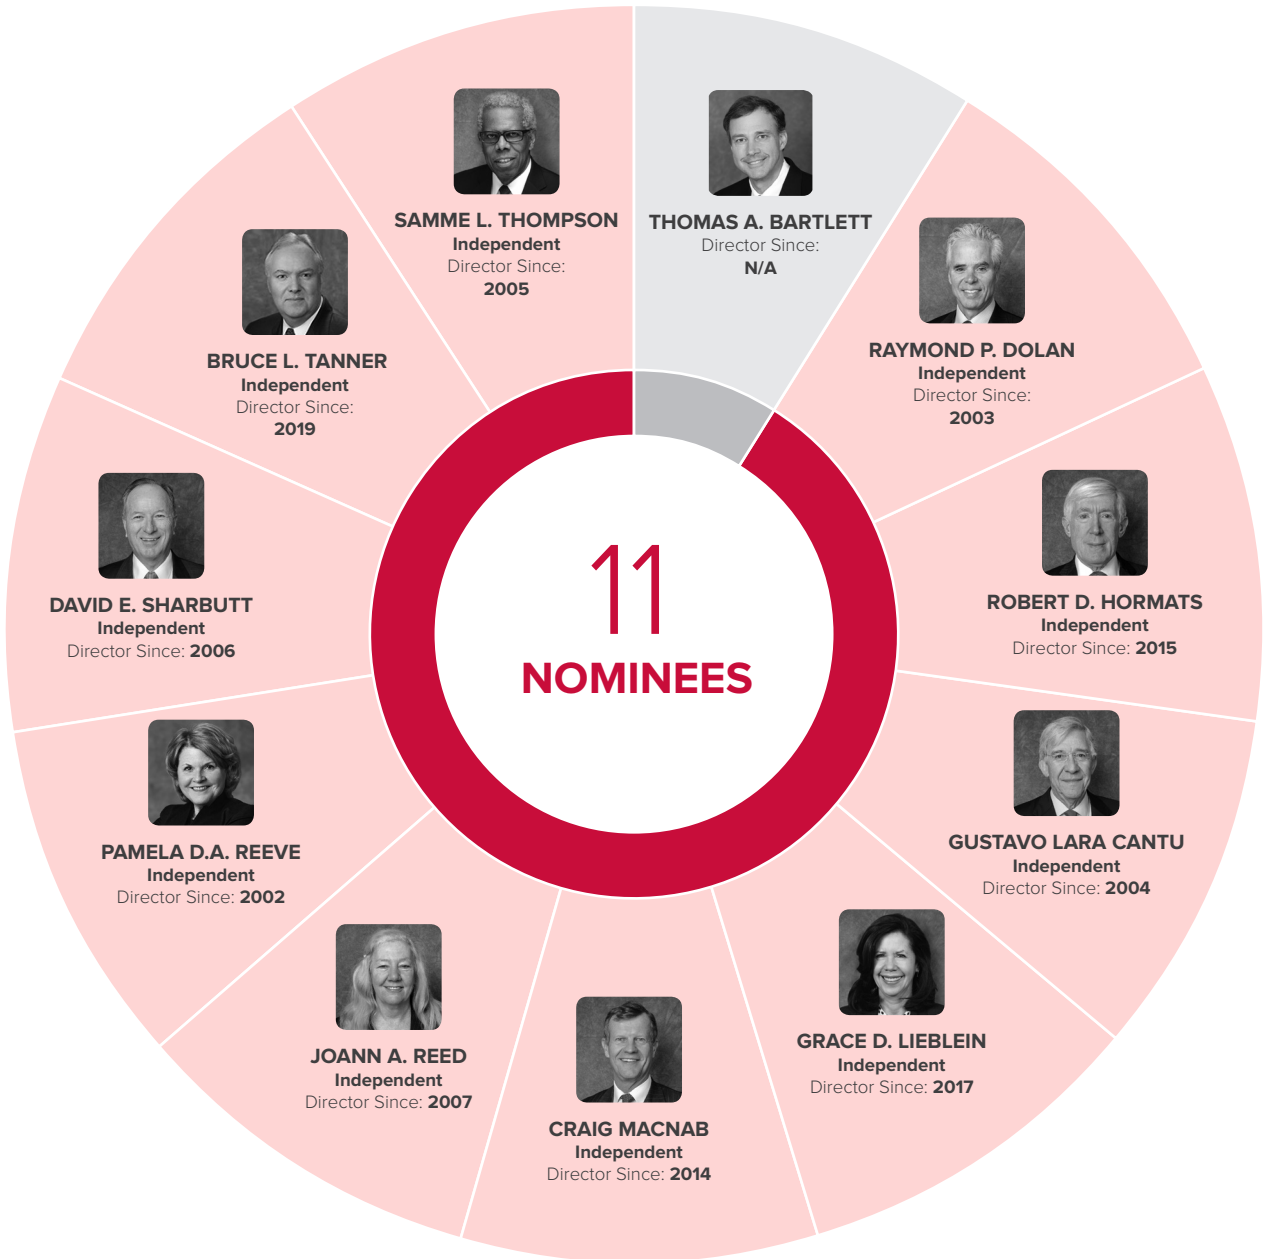 SAMME L. THOMPSON
Independent
Director Since:
2005
THOMAS A. BARTLETT
Director Since:
N/A
RAYMOND P. DOLAN
Independent
Director Since:
2003
ROBERT D. HORMATS
Independent
Director Since: 2015
GUSTAVO LARA CANTU
Independent
Director Since: 2004
GRACE D. LIEBLEIN
Independent
Director Since: 2017
CRAIG MACNAB
Independent
Director Since: 2014
JOANN A. REED
Independent
Director Since: 2007
PAMELA D.A. REEVE
Independent
Director Since: 2002
DAVID E. SHARBUTT
Independent
Director Since: 2006
BRUCE L. TANNER
Independent
Director Since:
2019
11
NOMINEES